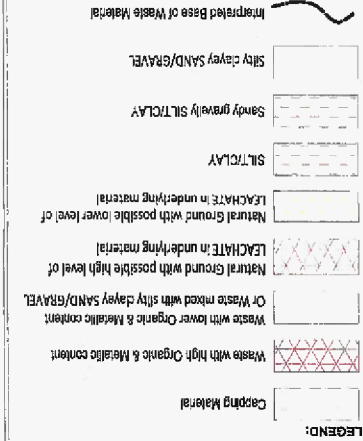 LEGEND:
Capping Material
Waste with high Organic & Metallic content
Waste with lower Organic & Metallic content
Or Waste mixed with silty clayey SAND/GRAVEL
Natural Ground with possible high level of
LEACHATE in underlying material
Natural Ground with possible lower level of
LEACHATE in underlying material
SILT/CLAY
Sandy gravelly SILT/CLAY
Silty clayey SAND/GRAVEL
Interpreted Base of Waste Material